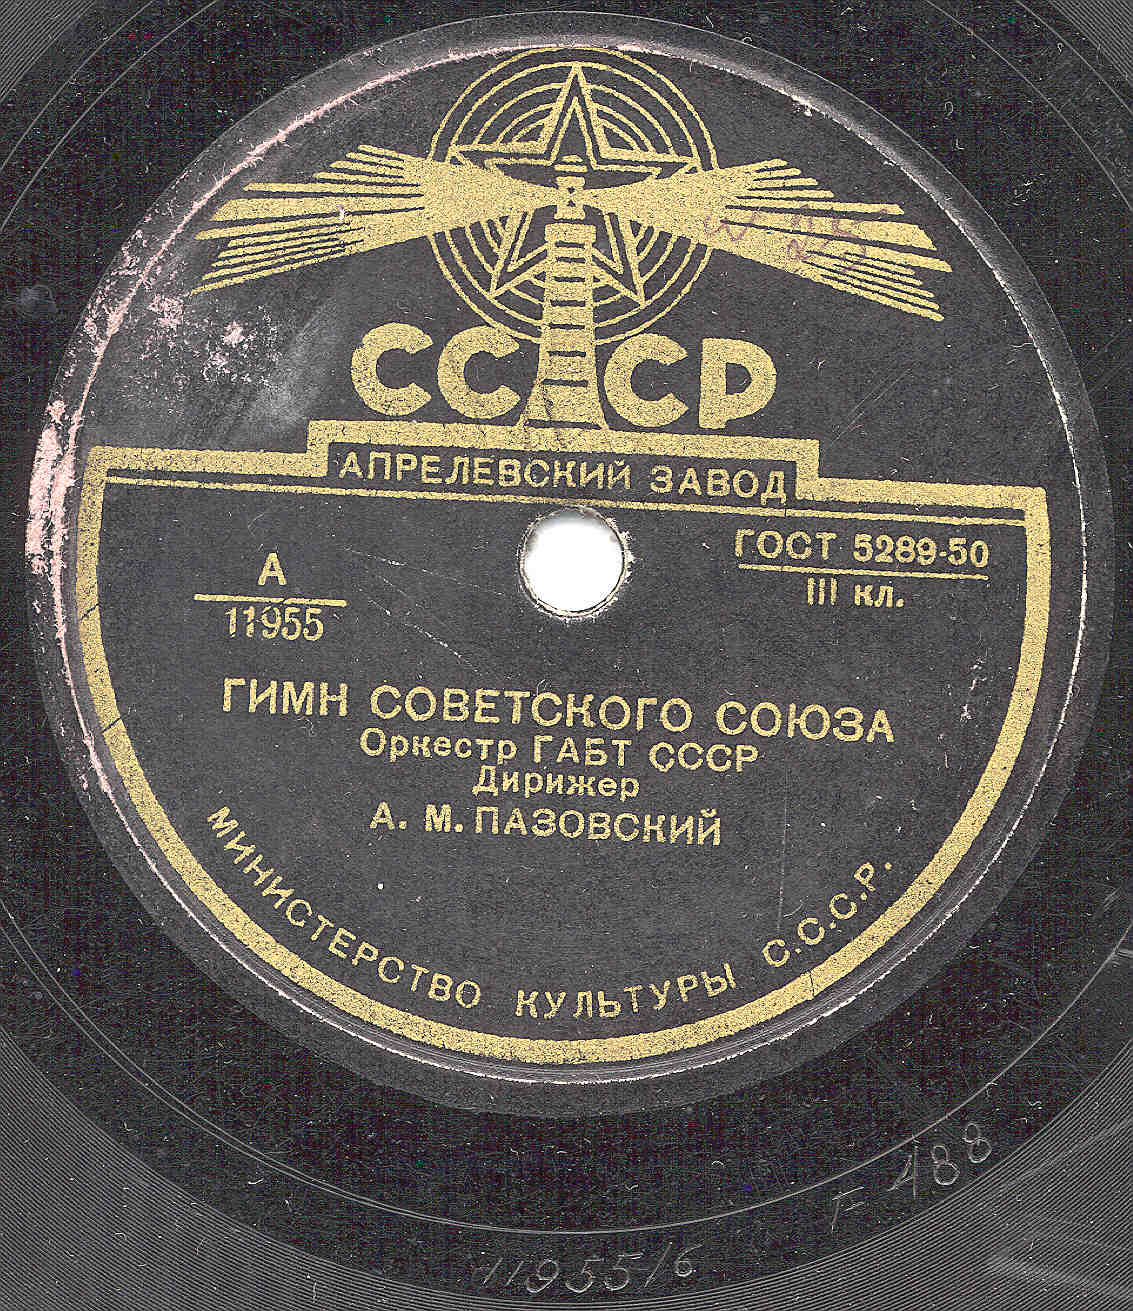 СССР
АПРЕЛЕВСКИЙ ЗАВОД
ГОСТ 5289-50
III кл.
А
11955
ГИМН СОВЕТСКОГО СОЮЗА
Оркестр ГАБТ СССР
Дирижер
А. М. ПАЗОВСКИЙ
МИНИСТЕРСТВО КУЛЬТУРЫ С.С.С.Р.
F 488
11955/6